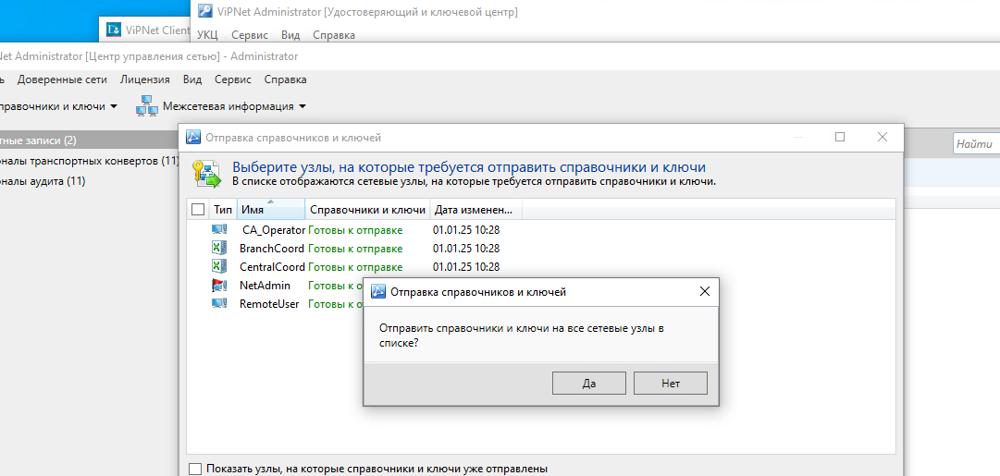 ViPNet Administrator [Удостоверяющий и ключевой центр]
ViPNet Client
УКЦ Сервис Вид Справка
Net Administrator [Центр управления сетью] - Administrator
Доверенные сети Лицензия Вид Сервис Справка
правочники и ключи Межсетевая информация
тные записи (2)
Отправка справочников и ключей
Найти
оналы транспортных конвертов (11)
Выберите узлы, на которые требуется отправить справочники и ключи
оналы аудита (11)
В списке отображаются сетевые узлы, на которые требуется отправить справочники и ключи.
Тип Имя Справочники и ключи Дата изменен...
CA_Operator Готовы к отправке 01.01.25 10:28
BranchCoord Готовы к отправке 01.01.25 10:28
CentralCoord Готовы к отправке 01.01.25 10:28
NetAdmin Готовы к о
RemoteUser Готовы к о
Отправка справочников и ключей
Отправить справочники и ключи на все сетевые узлы в
списке?
Да Нет
Показать узлы, на которые справочники и ключи уже отправлены